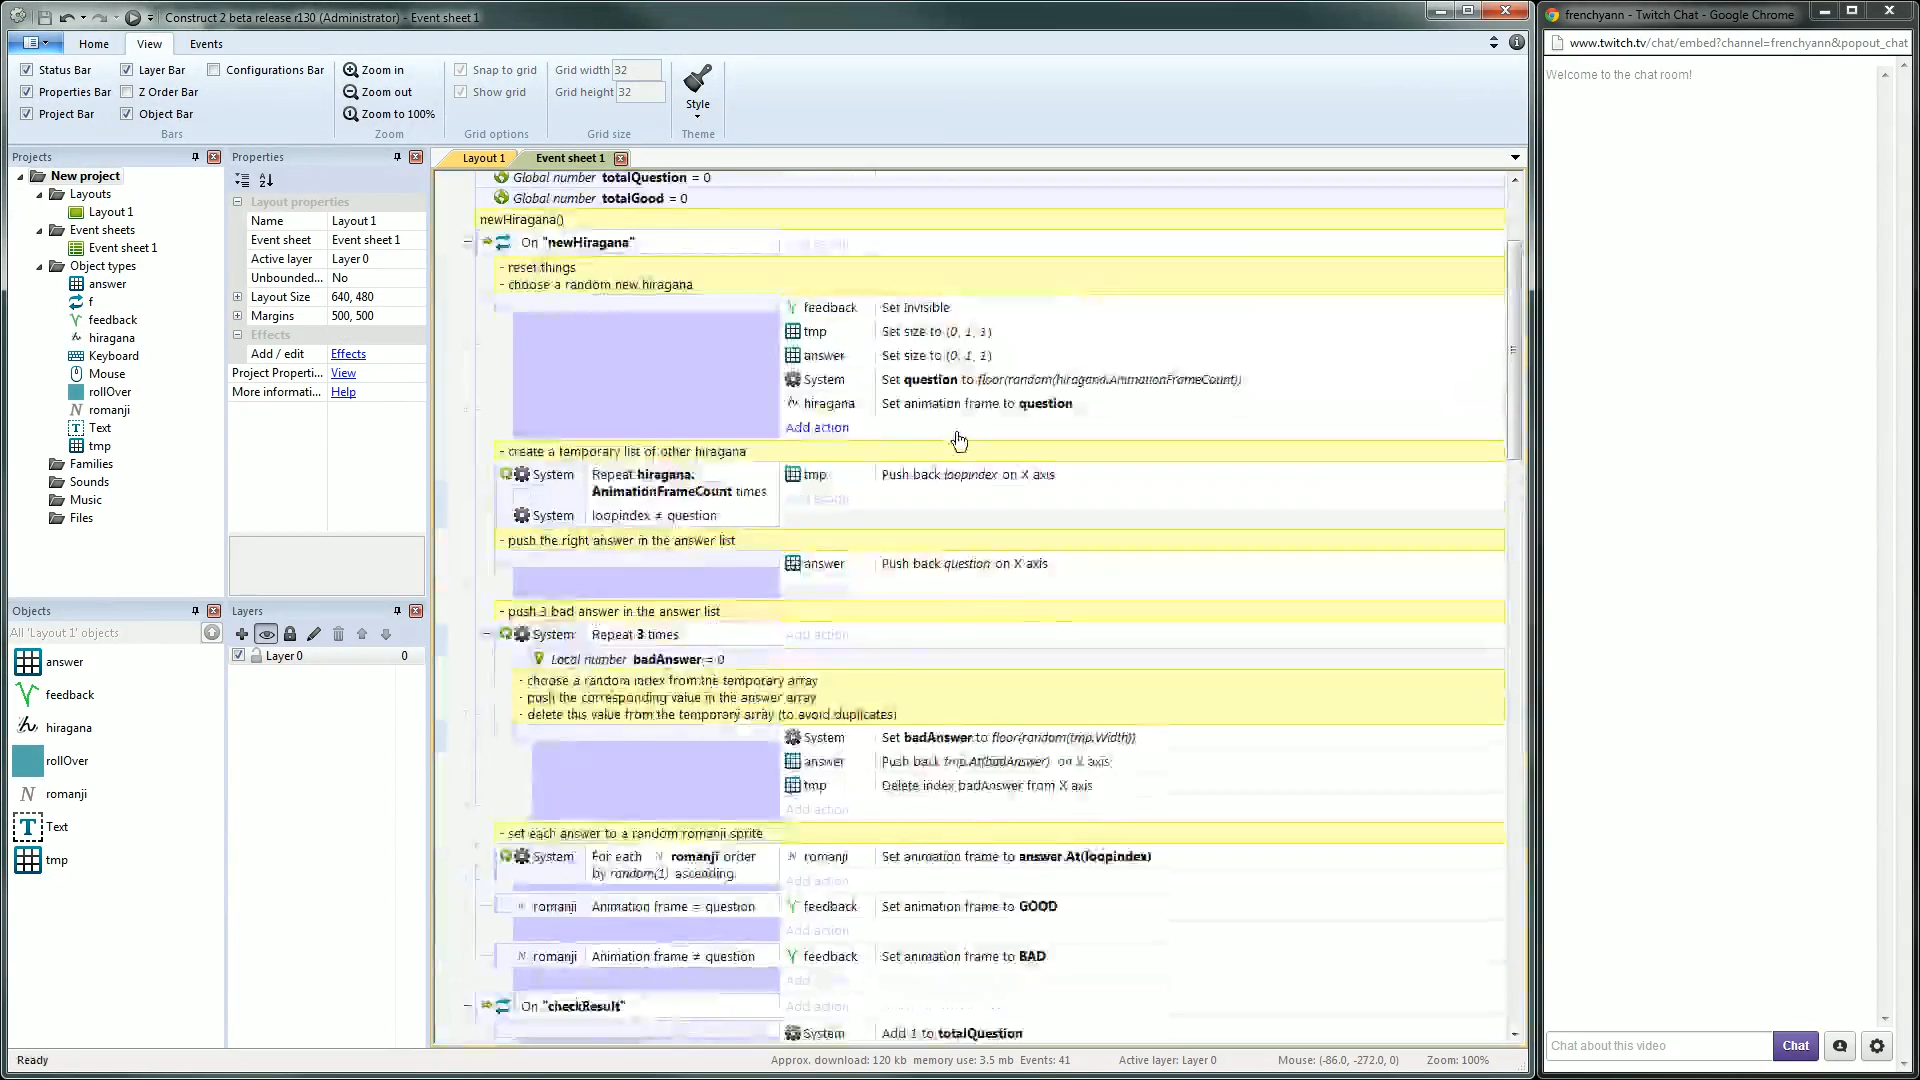 Construct 2 beta release r130 (Administrator) - Event sheet 1
Home View Events
Status Bar Layer Bar Configurations Bar
Properties Bar Z Order Bar
Project Bar Object Bar
Bars
Zoom in
Zoom out
Zoom to 100%
Zoom
Snap to grid
Show grid
Grid options
Grid width 32
Grid height 32
Grid size
Style
Theme
Projects
New project
Layouts
Layout 1
Event sheets
Event sheet 1
Object types
answer
f
feedback
hiragana
Keyboard
Mouse
rollOver
romanji
Text
tmp
Families
Sounds
Music
Files
Properties
Layout properties
Name Layout 1
Event sheet Event sheet 1
Active layer Layer 0
Unbounded... No
Layout Size 640, 480
Margins 500, 500
Effects
Add / edit Effects
Project Properti... View
More informati... Help
Objects
All 'Layout 1' objects
answer
feedback
hiragana
rollOver
romanji
Text
tmp
Layers
Layer 0 0
Layout 1 Event sheet 1
Global number totalQuestion = 0
Global number totalGood = 0
newHiragana()
On "newHiragana"
- reset things
- choose a random new hiragana
feedback Set Invisible
tmp Set size to (0, 1, 1)
answer Set size to (0, 1, 1)
System Set question to floor(random(hiragana.AnimationFrameCount))
hiragana Set animation frame to question
Add action
- create a temporary list of other hiragana
System Repeat hiragana. AnimationFrameCount times
tmp Push back loopindex on X axis
System loopindex ≠ question
- push the right answer in the answer list
answer Push back question on X axis
- push 3 bad answer in the answer list
System Repeat 3 times Add action
Local number badAnswer = 0
- choose a random index from the temporary array
- push the corresponding value in the answer array
- delete this value from the temporary array (to avoid duplicates)
System Set badAnswer to floor(random(tmp.Width))
answer Push back tmp.At(badAnswer) on X axis
tmp Delete index badAnswer from X axis
Add action
- set each answer to a random romanji sprite
System For each romanji order by random(1) ascending
romanji Set animation frame to answer.At(loopindex)
Add action
romanji Animation frame = question feedback Set animation frame to GOOD
Add action
romanji Animation frame ≠ question feedback Set animation frame to BAD
Add
On "checkResult" Add action
System Add 1 to totalQuestion
Ready
Approx. download: 120 kb memory use: 3.5 mb Events: 41 Active layer: Layer 0 Mouse: (-86.0, -272.0, 0) Zoom: 100%
frenchyann - Twitch Chat - Google Chrome
www.twitch.tv/chat/embed?channel=frenchyann&popout_chat
Welcome to the chat room!
Chat about this video Chat